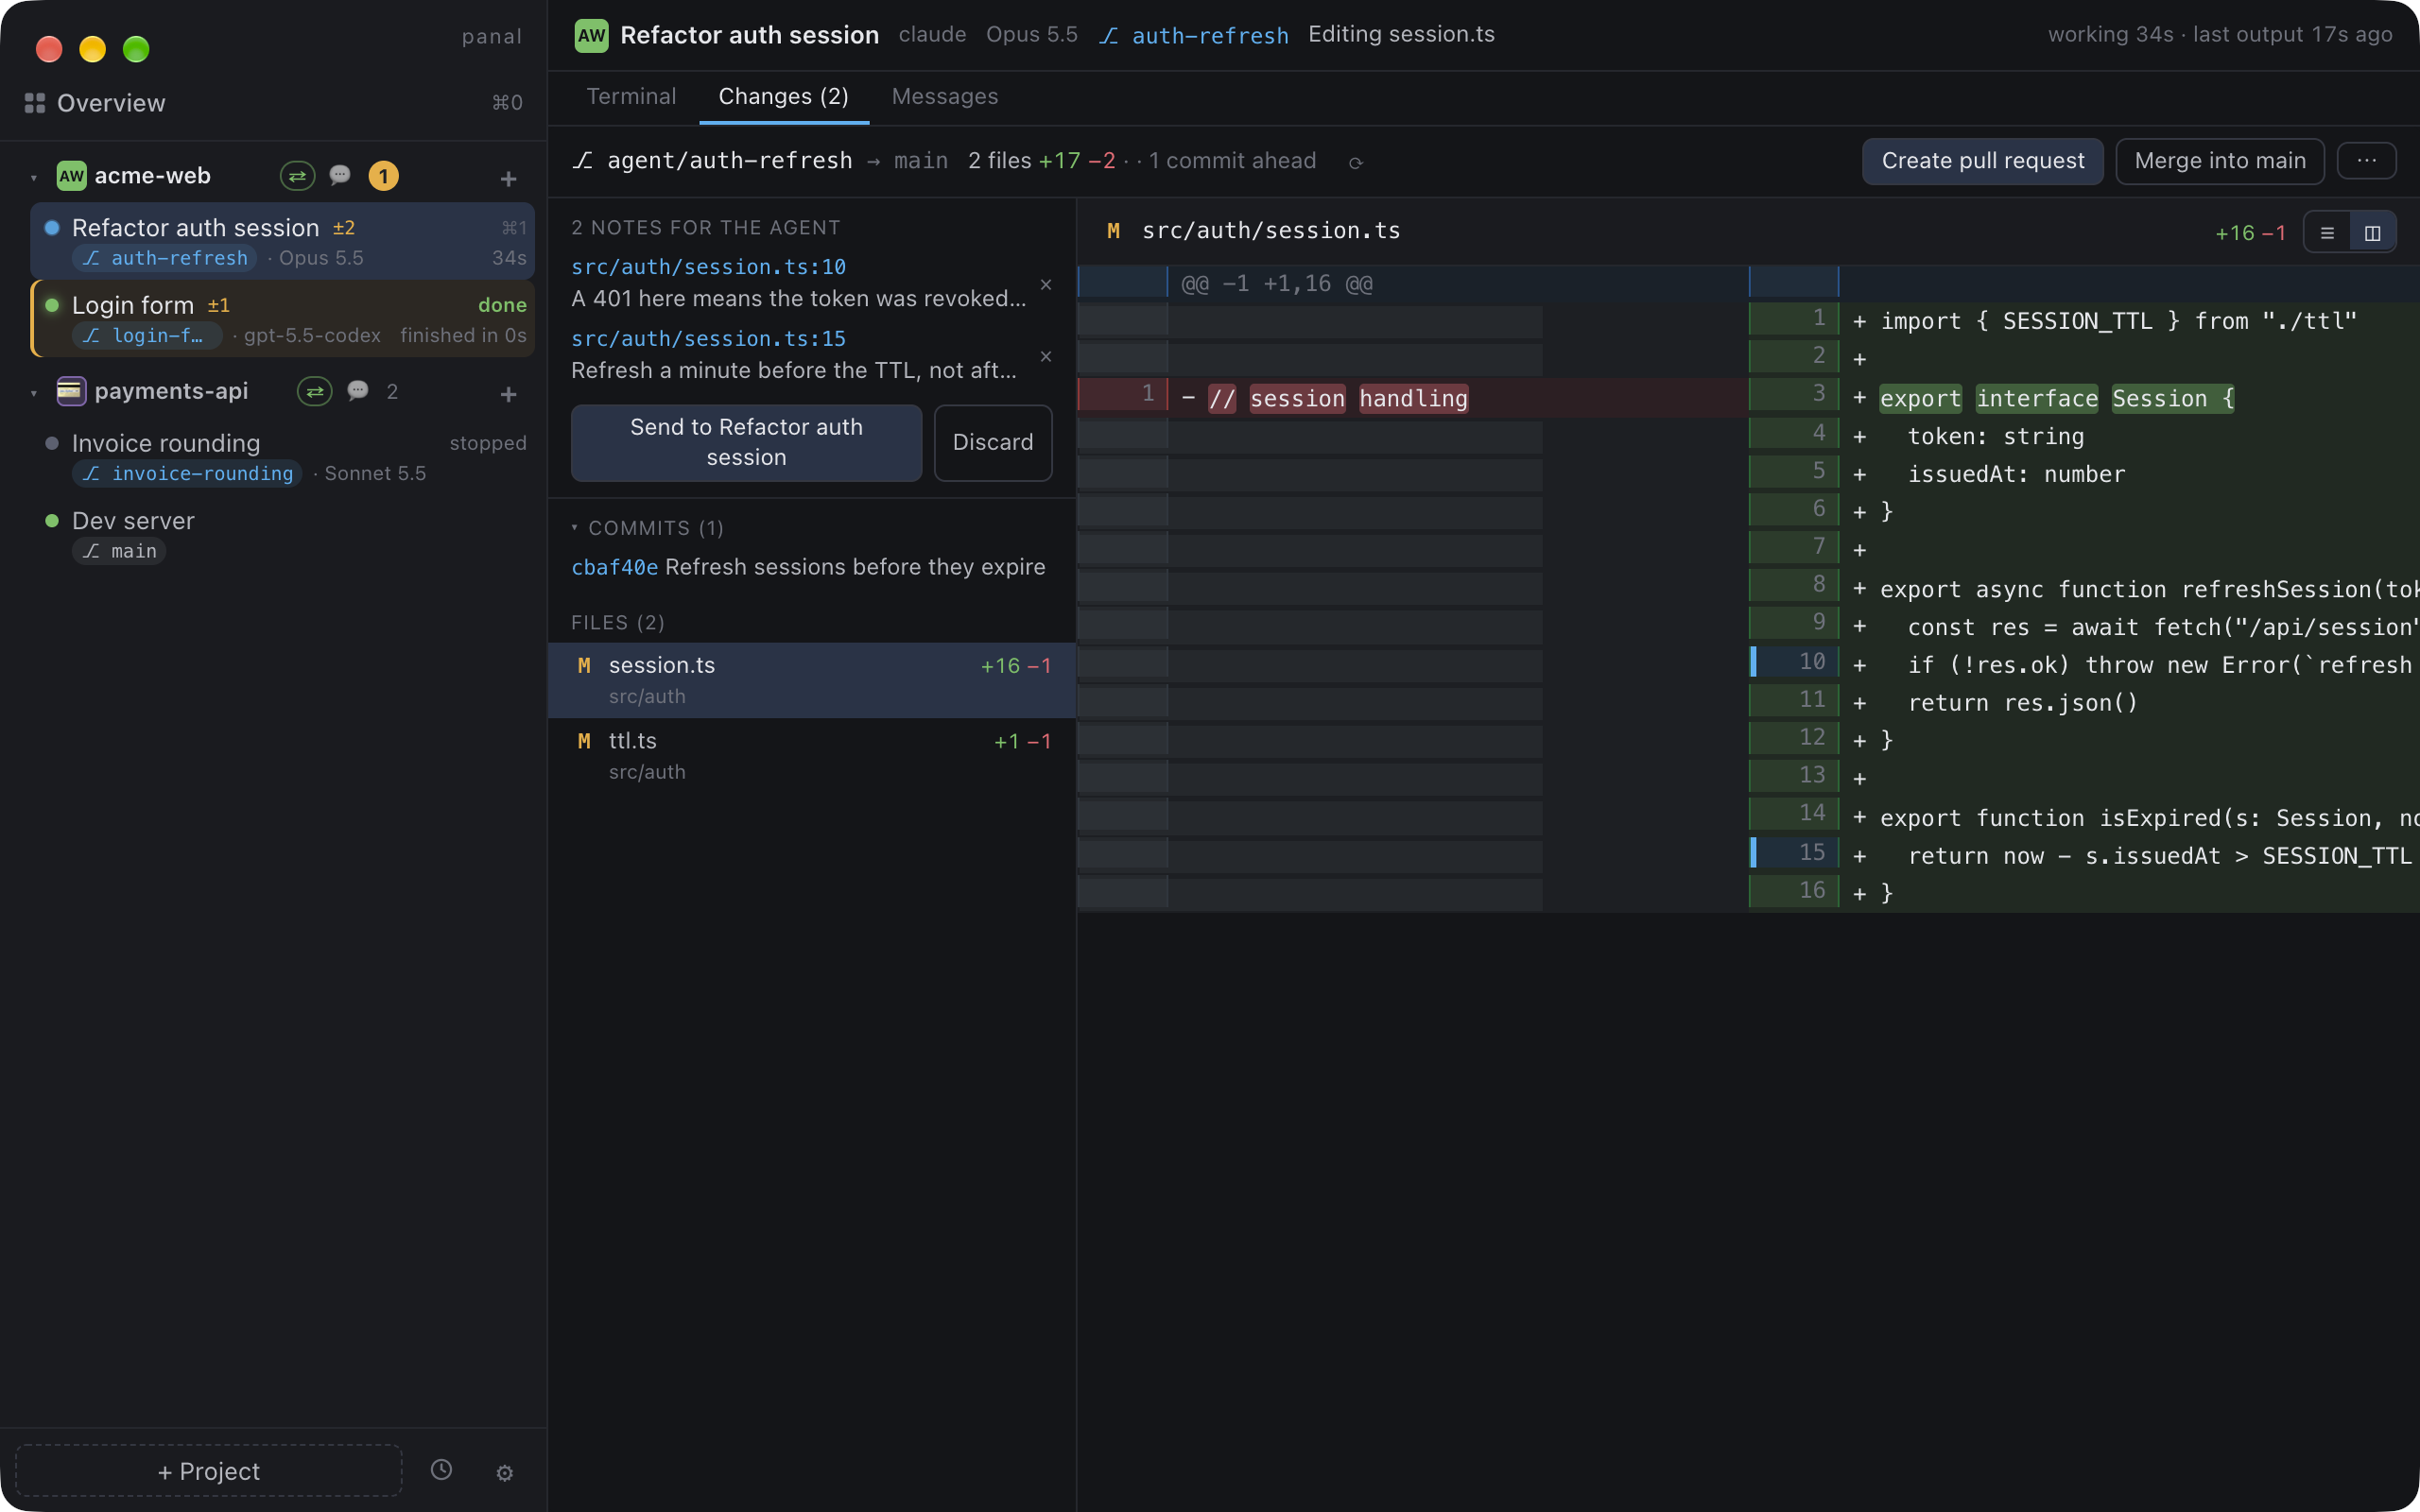 panal
Overview ⌘0
AW acme-web 1 +
Refactor auth session ±2 ⌘1
auth-refresh · Opus 5.5 34s
Login form ±1 done
login-f… · gpt-5.5-codex finished in 0s
payments-api 2 +
Invoice rounding stopped
invoice-rounding · Sonnet 5.5
Dev server
main
+ Project
AW Refactor auth session claude Opus 5.5 auth-refresh Editing session.ts working 34s · last output 17s ago
Terminal Changes (2) Messages
agent/auth-refresh → main 2 files +17 −2 · · 1 commit ahead ⟳ Create pull request Merge into main ···
2 NOTES FOR THE AGENT
src/auth/session.ts:10
A 401 here means the token was revoked… ×
src/auth/session.ts:15
Refresh a minute before the TTL, not aft… ×
Send to Refactor auth
session
Discard
COMMITS (1)
cbaf40e Refresh sessions before they expire
FILES (2)
M session.ts +16 −1
src/auth
M ttl.ts +1 −1
src/auth
M src/auth/session.ts +16 −1
@@ -1 +1,16 @@
1 - // session handling
1 + import { SESSION_TTL } from "./ttl"
2 +
3 + export interface Session {
4 + token: string
5 + issuedAt: number
6 + }
7 +
8 + export async function refreshSession(tok
9 + const res = await fetch("/api/session"
10 + if (!res.ok) throw new Error(`refresh
11 + return res.json()
12 + }
13 +
14 + export function isExpired(s: Session, no
15 + return now - s.issuedAt > SESSION_TTL
16 + }